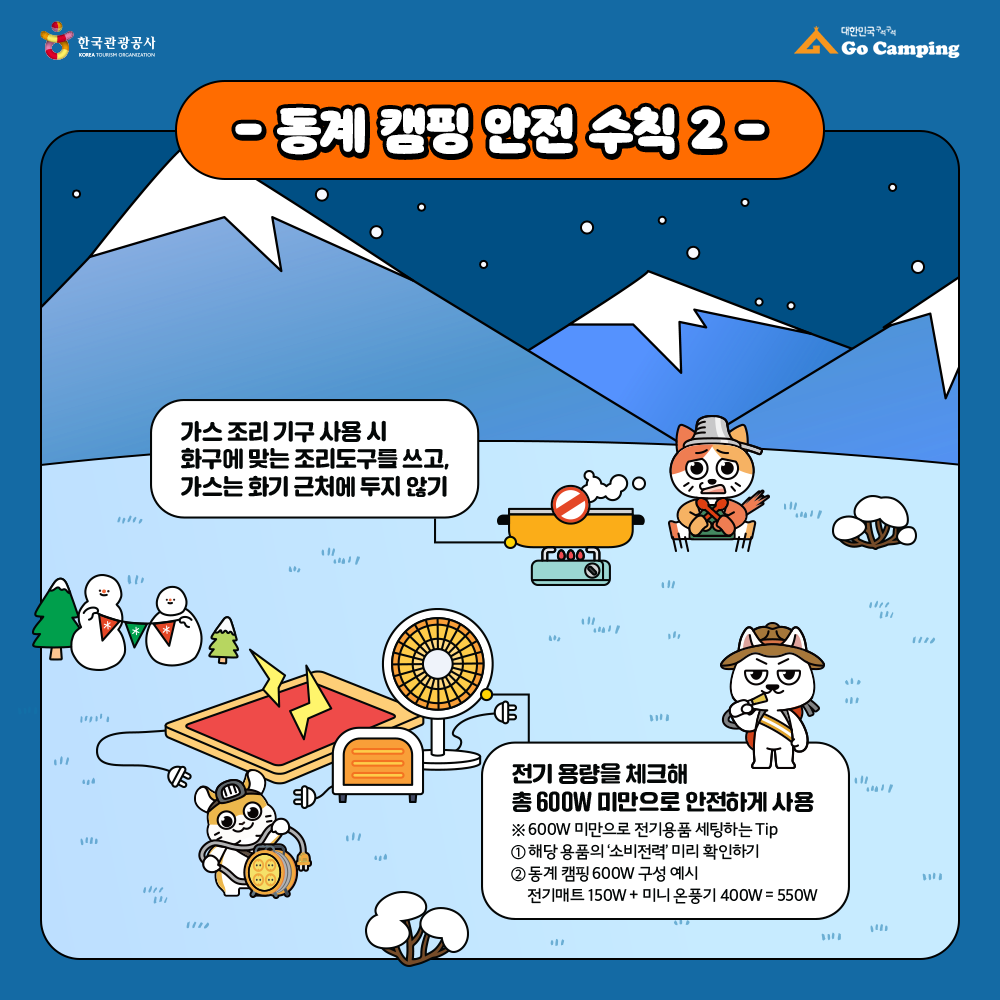 한국관광공사
KOREA TOURISM ORGANIZATION
대한민국 구석구석
Go Camping
- 동계 캠핑 안전 수칙 2 -
가스 조리 기구 사용 시
화구에 맞는 조리도구를 쓰고,
가스는 화기 근처에 두지 않기
전기 용량을 체크해
총 600W 미만으로 안전하게 사용
※ 600W 미만으로 전기용품 세팅하는 Tip
① 해당 용품의 ‘소비전력’ 미리 확인하기
② 동계 캠핑 600W 구성 예시
전기매트 150W + 미니 온풍기 400W = 550W